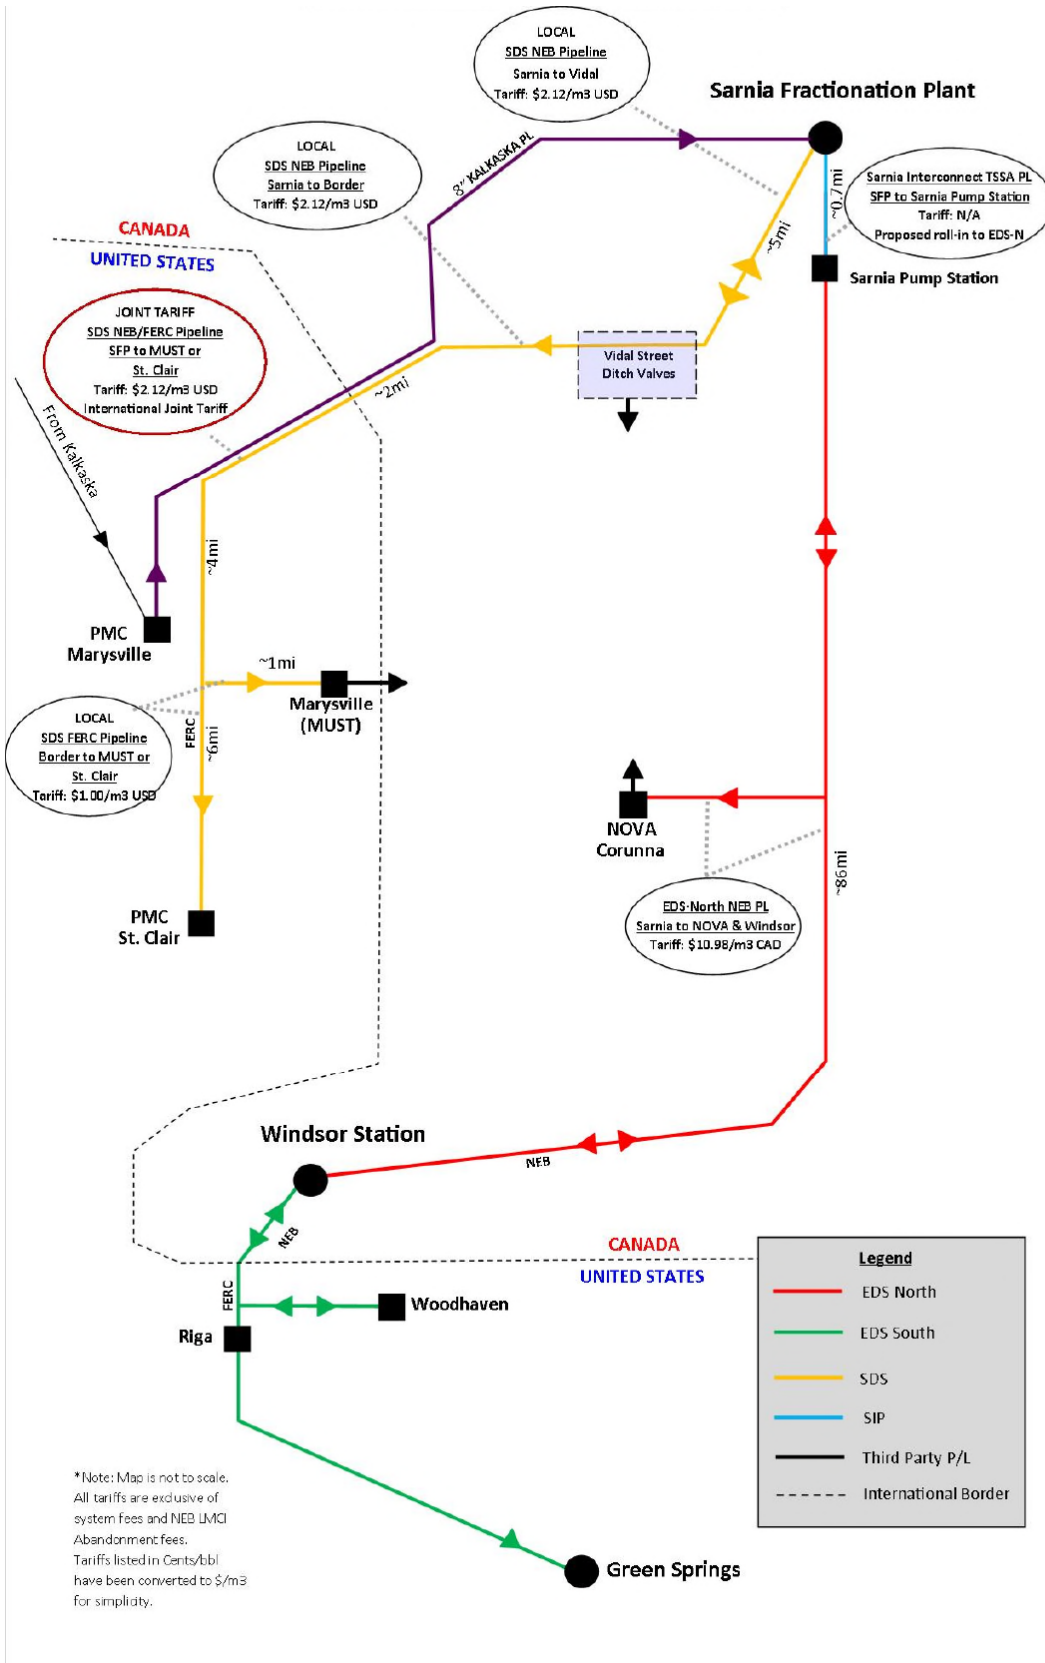 LOCAL
SDS NEB Pipeline
Sarnia to Vidal
Tariff: $2.12/m3 USD
Sarnia Fractionation Plant
LOCAL
SDS NEB Pipeline
Sarnia to Border
Tariff: $2.12/m3 USD
8" KALKASKA PL
~0.7mi
Sarnia Interconnect TSSA PL
SFP to Sarnia Pump Station
Tariff: N/A
Proposed roll-in to EDS-N
~5mi
Sarnia Pump Station
CANADA
UNITED STATES
JOINT TARIFF
SDS NEB/FERC Pipeline
SFP to MUST or
St. Clair
Tariff: $2.12/m3 USD
International Joint Tariff
Vidal Street
Ditch Valves
~2mi
From Kalkaska
~4mi
PMC
Marysville
~1mi
Marysville
(MUST)
LOCAL
SDS FERC Pipeline
Border to MUST or
St. Clair
Tariff: $1.00/m3 USD
FERC
~6mi
NOVA
Corunna
~86mi
EDS-North NEB PL
Sarnia to NOVA & Windsor
Tariff: $10.98/m3 CAD
PMC
St. Clair
Windsor Station
NEB
NEB
CANADA
UNITED STATES
FERC
Woodhaven
Riga
Legend
EDS North
EDS South
SDS
SIP
Third Party P/L
International Border
*Note: Map is not to scale.
All tariffs are exclusive of
system fees and NEB LMCI
Abandonment fees.
Tariffs listed in Cents/bbl
have been converted to $/m3
for simplicity.
Green Springs